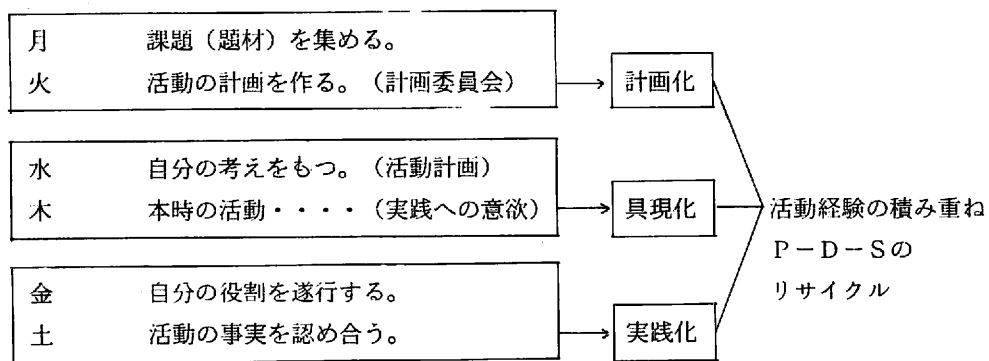 月 課題（題材）を集める。
火 活動の計画を作る。（計画委員会）
計画化
水 自分の考えをもつ。（活動計画）
木 本時の活動・・・・（実践への意欲）
具現化
活動経験の積み重ね
Ｐ－Ｄ－Ｓの
リサイクル
金 自分の役割を遂行する。
土 活動の事実を認め合う。
実践化